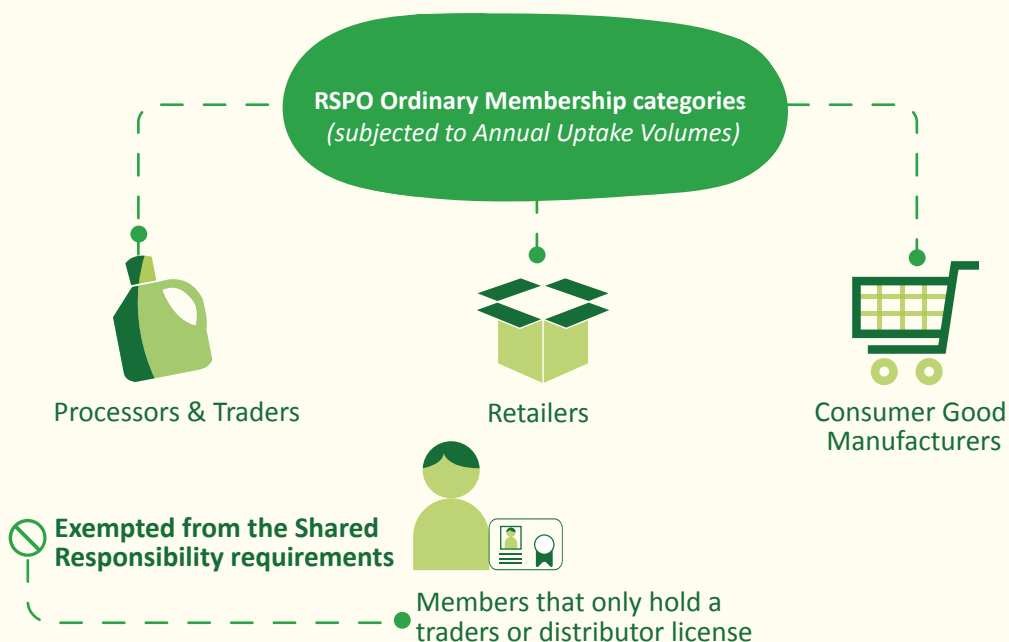 RSPO Ordinary Membership categories
(subjected to Annual Uptake Volumes)
Processors & Traders
Retailers
Consumer Good
Manufacturers
Exempted from the Shared
Responsibility requirements
Members that only hold a
traders or distributor license